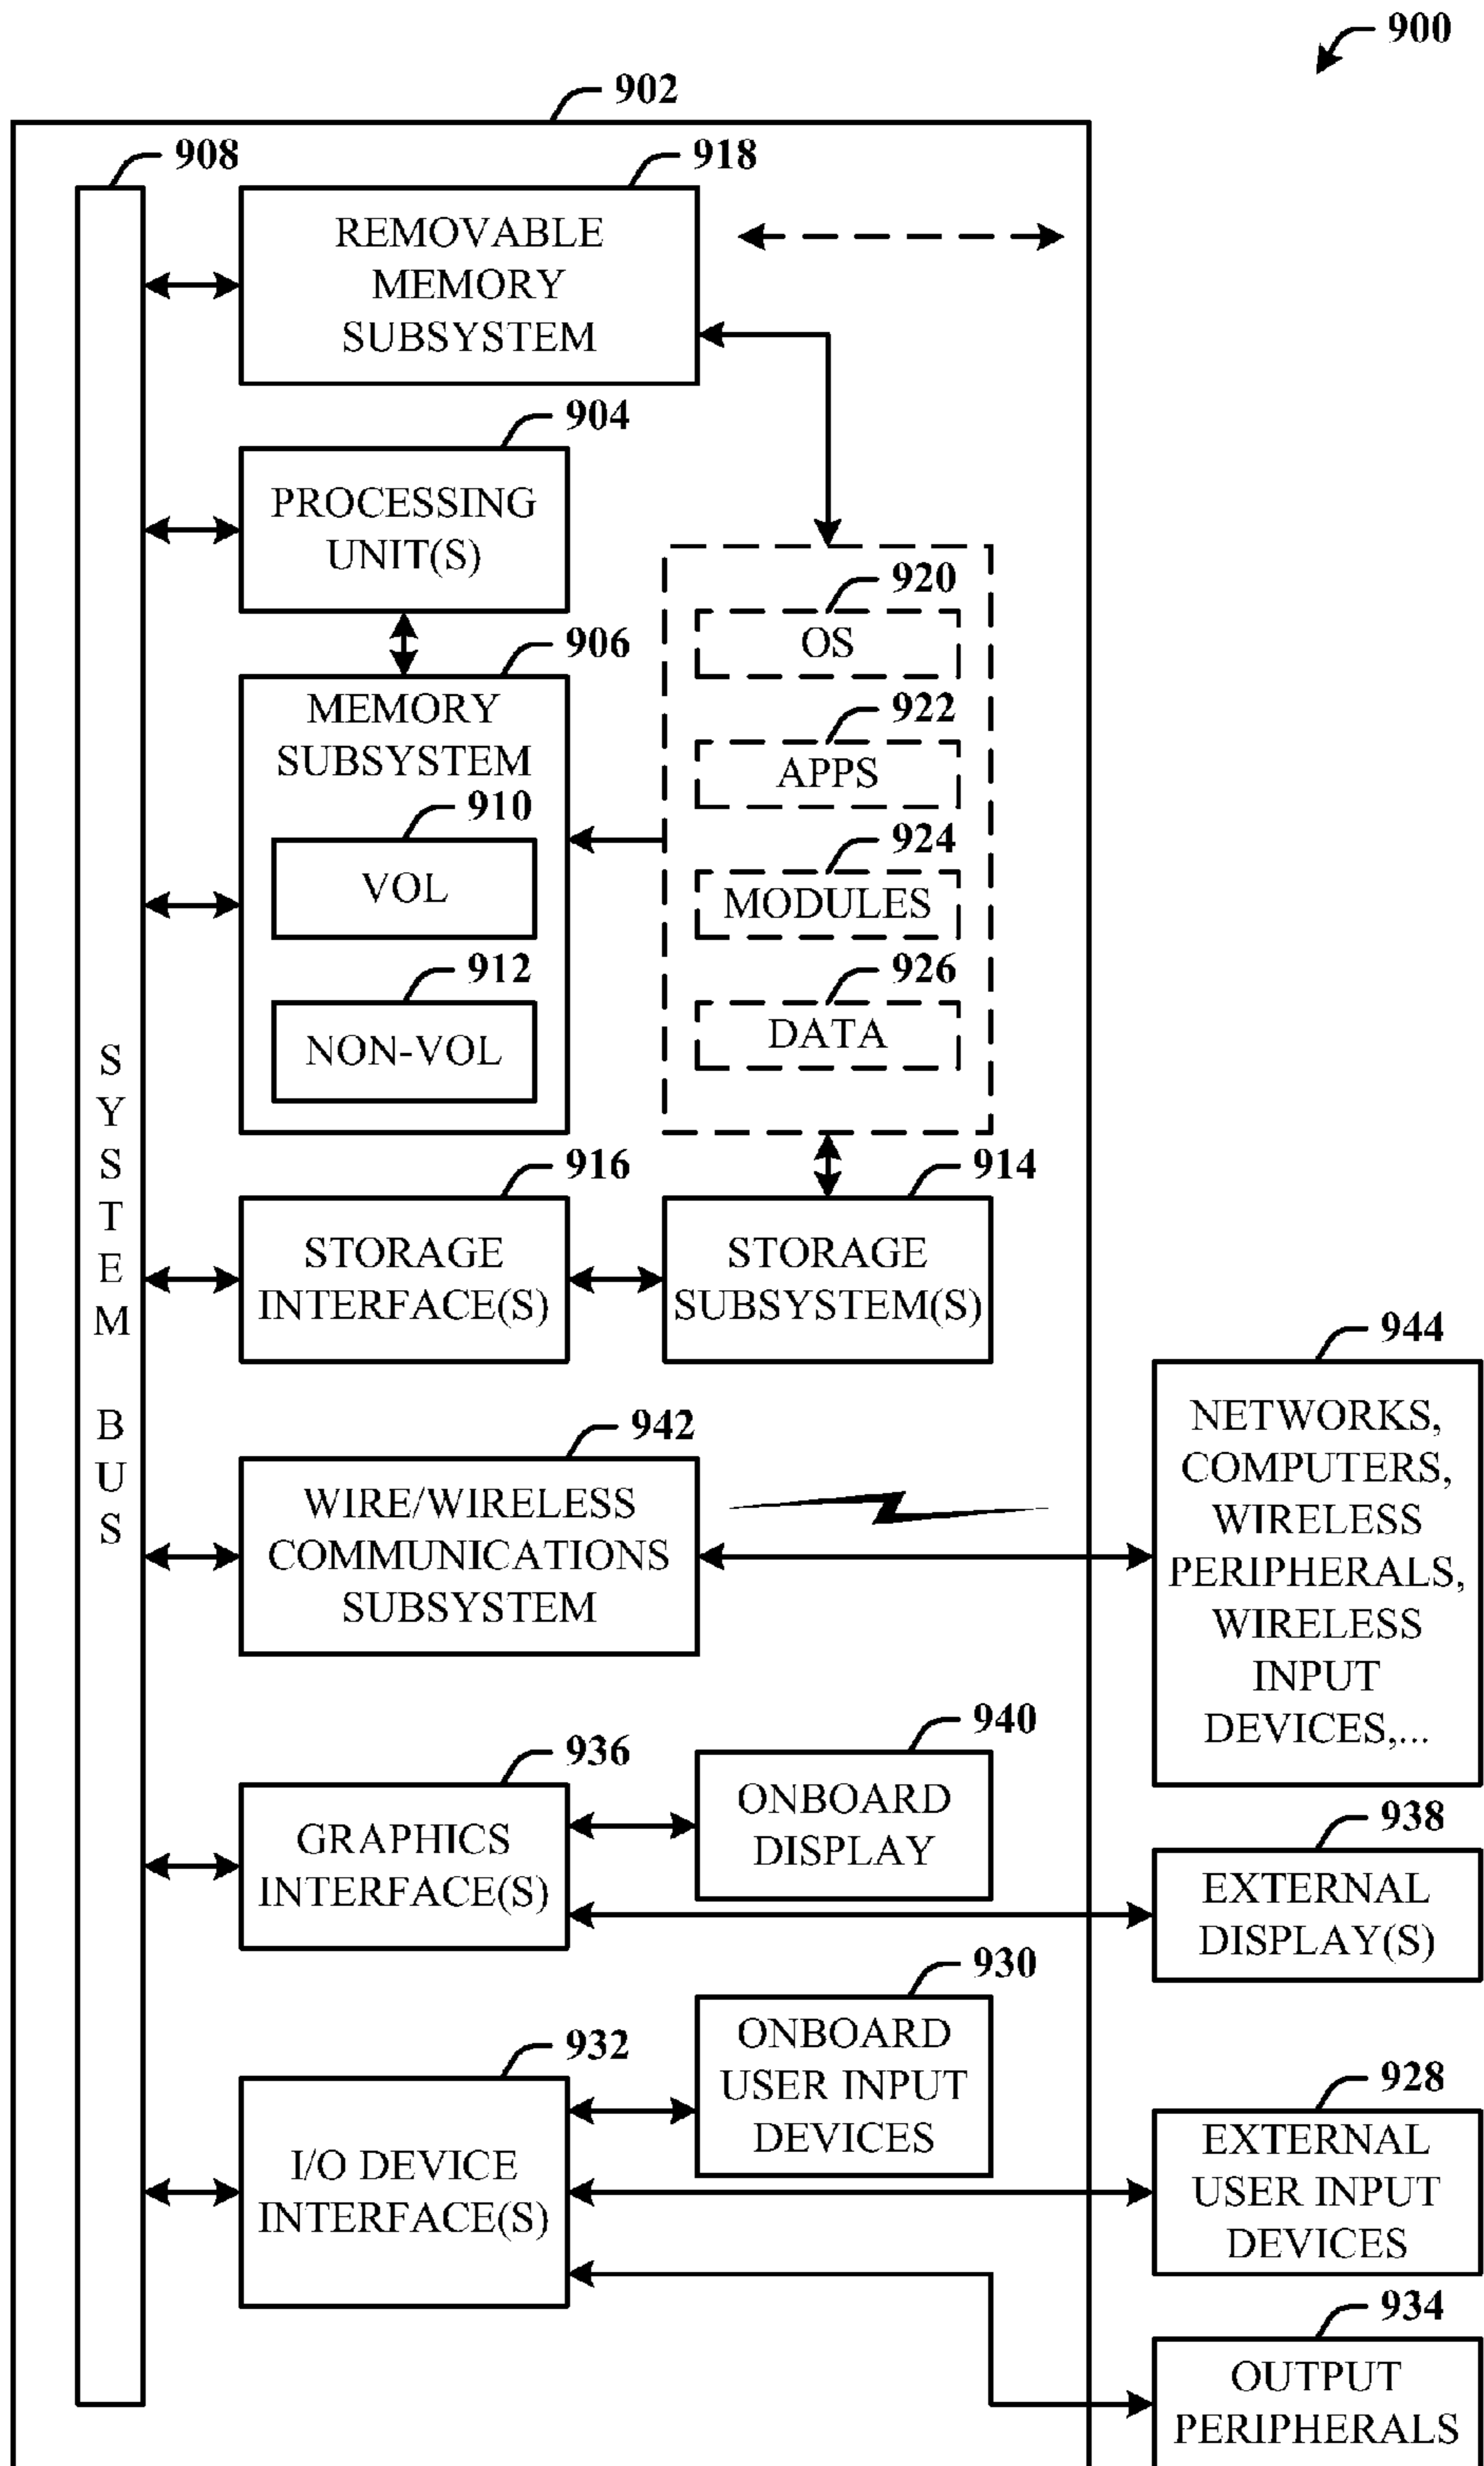 900
902
908
918
REMOVABLE
MEMORY
SUBSYSTEM
904
PROCESSING
UNIT(S)
906
MEMORY
SUBSYSTEM
910
VOL
912
NON-VOL
920
OS
922
APPS
924
MODULES
926
DATA
SYSTEM BUS
916
STORAGE
INTERFACE(S)
914
STORAGE
SUBSYSTEM(S)
942
WIRE/WIRELESS
COMMUNICATIONS
SUBSYSTEM
944
NETWORKS,
COMPUTERS,
WIRELESS
PERIPHERALS,
WIRELESS
INPUT
DEVICES,...
936
GRAPHICS
INTERFACE(S)
940
ONBOARD
DISPLAY
938
EXTERNAL
DISPLAY(S)
932
I/O DEVICE
INTERFACE(S)
930
ONBOARD
USER INPUT
DEVICES
928
EXTERNAL
USER INPUT
DEVICES
934
OUTPUT
PERIPHERALS